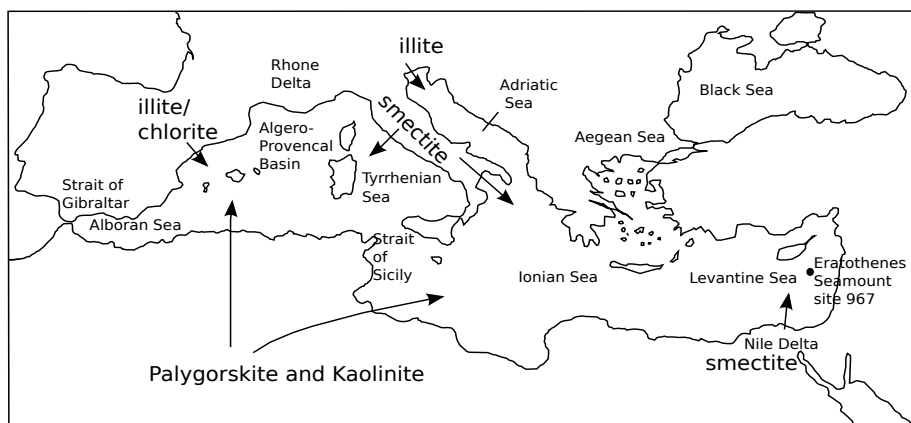 illite
Rhone
Delta
Adriatic
Sea
Black Sea
illite/
chlorite
smectite
Algero-
Provencal
Basin
Aegean Sea
Strait of
Gibraltar
Tyrrhenian
Sea
Alboran Sea
Strait
of
Sicily
Ionian Sea
Levantine Sea
Eratothenes
Seamount
site 967
Nile Delta
smectite
Palygorskite and Kaolinite